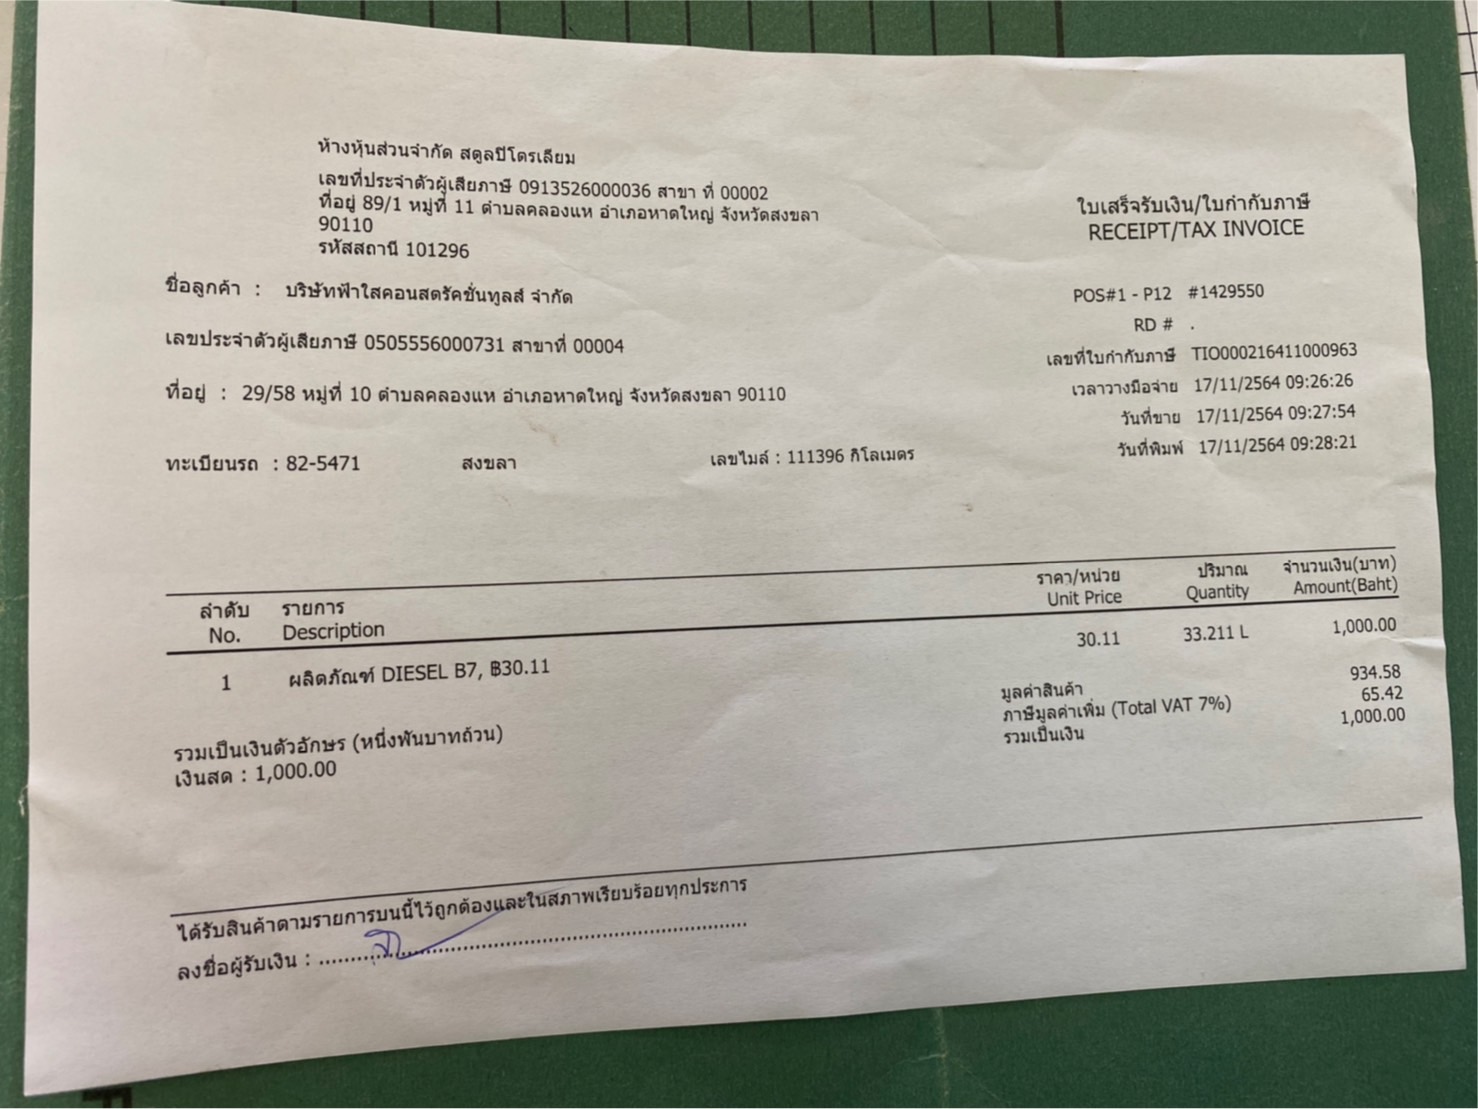 ห้างหุ้นส่วนจำกัด สตูลปิโตรเลียม
เลขที่ประจำตัวผู้เสียภาษี 0913526000036 สาขา ที่ 00002
ที่อยู่ 89/1 หมู่ที่ 11 ตำบลคลองแห อำเภอหาดใหญ่ จังหวัดสงขลา
90110
รหัสสถานี 101296
ใบเสร็จรับเงิน/ใบกำกับภาษี
RECEIPT/TAX INVOICE
ชื่อลูกค้า : บริษัทฟ้าใสคอนสตรัคชั่นทูลส์ จำกัด
POS#1 - P12 #1429550
RD # .
เลขประจำตัวผู้เสียภาษี 0505556000731 สาขาที่ 00004
เลขที่ใบกำกับภาษี TIO000216411000963
เวลาวางมือจ่าย 17/11/2564 09:26:26
ที่อยู่ : 29/58 หมู่ที่ 10 ตำบลคลองแห อำเภอหาดใหญ่ จังหวัดสงขลา 90110
วันที่ขาย 17/11/2564 09:27:54
วันที่พิมพ์ 17/11/2564 09:28:21
ทะเบียนรถ : 82-5471 สงขลา เลขไมล์ : 111396 กิโลเมตร
ลำดับ รายการ ราคา/หน่วย ปริมาณ จำนวนเงิน(บาท)
No. Description Unit Price Quantity Amount(Baht)
1 ผลิตภัณฑ์ DIESEL B7, ฿30.11 30.11 33.211 L 1,000.00
มูลค่าสินค้า 934.58
ภาษีมูลค่าเพิ่ม (Total VAT 7%) 65.42
รวมเป็นเงิน 1,000.00
รวมเป็นเงินตัวอักษร (หนึ่งพันบาทถ้วน)
เงินสด : 1,000.00
ได้รับสินค้าตามรายการบนนี้ไว้ถูกต้องและในสภาพเรียบร้อยทุกประการ
ลงชื่อผู้รับเงิน : ..................................................................